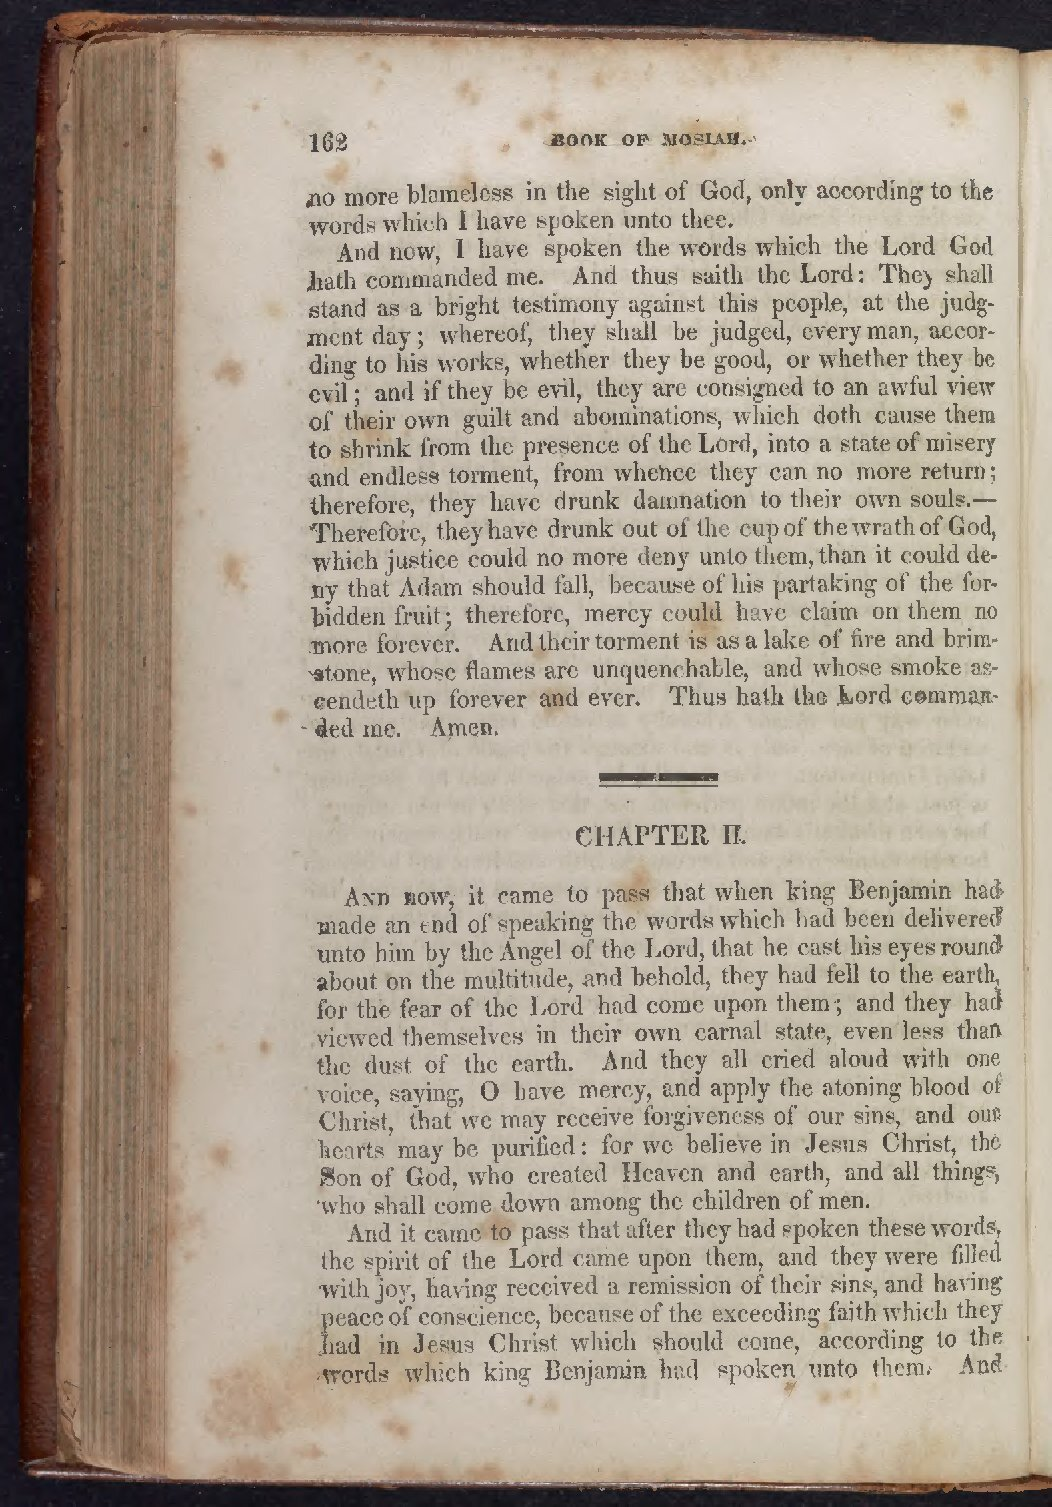 162 BOOK OF MOSIAH.
no more blameless in the sight of God, only according to the
words which I have spoken unto thee.
And now, I have spoken the words which the Lord God
hath commanded me. And thus saith the Lord: They shall
stand as a bright testimony against this people, at the judg-
ment day; whereof, they shall be judged, every man, accor-
ding to his works, whether they be good, or whether they be
evil; and if they be evil, they are consigned to an awful view
of their own guilt and abominations, which doth cause them
to shrink from the presence of the Lord, into a state of misery
and endless torment, from whence they can no more return;
therefore, they have drunk damnation to their own souls.—
Therefore, they have drunk out of the cup of the wrath of God,
which justice could no more deny unto them, than it could de-
ny that Adam should fall, because of his partaking of the for-
bidden fruit; therefore, mercy could have claim on them no
more forever. And their torment is as a lake of fire and brim-
stone, whose flames are unquenchable, and whose smoke as-
cendeth up forever and ever. Thus hath the Lord comman-
ded me. Amen.
CHAPTER II.
AND now, it came to pass that when king Benjamin had
made an end of speaking the words which had been delivered
unto him by the Angel of the Lord, that he cast his eyes round
about on the multitude, and behold, they had fell to the earth,
for the fear of the Lord had come upon them; and they had
viewed themselves in their own carnal state, even less than
the dust of the earth. And they all cried aloud with one
voice, saying, O have mercy, and apply the atoning blood of
Christ, that we may receive forgiveness of our sins, and our
hearts may be purified: for we believe in Jesus Christ, the
Son of God, who created Heaven and earth, and all things,
who shall come down among the children of men.
And it came to pass that after they had spoken these words,
the spirit of the Lord came upon them, and they were filled
with joy, having received a remission of their sins, and having
peace of conscience, because of the exceeding faith which they
had in Jesus Christ which should come, according to the
words which king Benjamin had spoken unto them. And